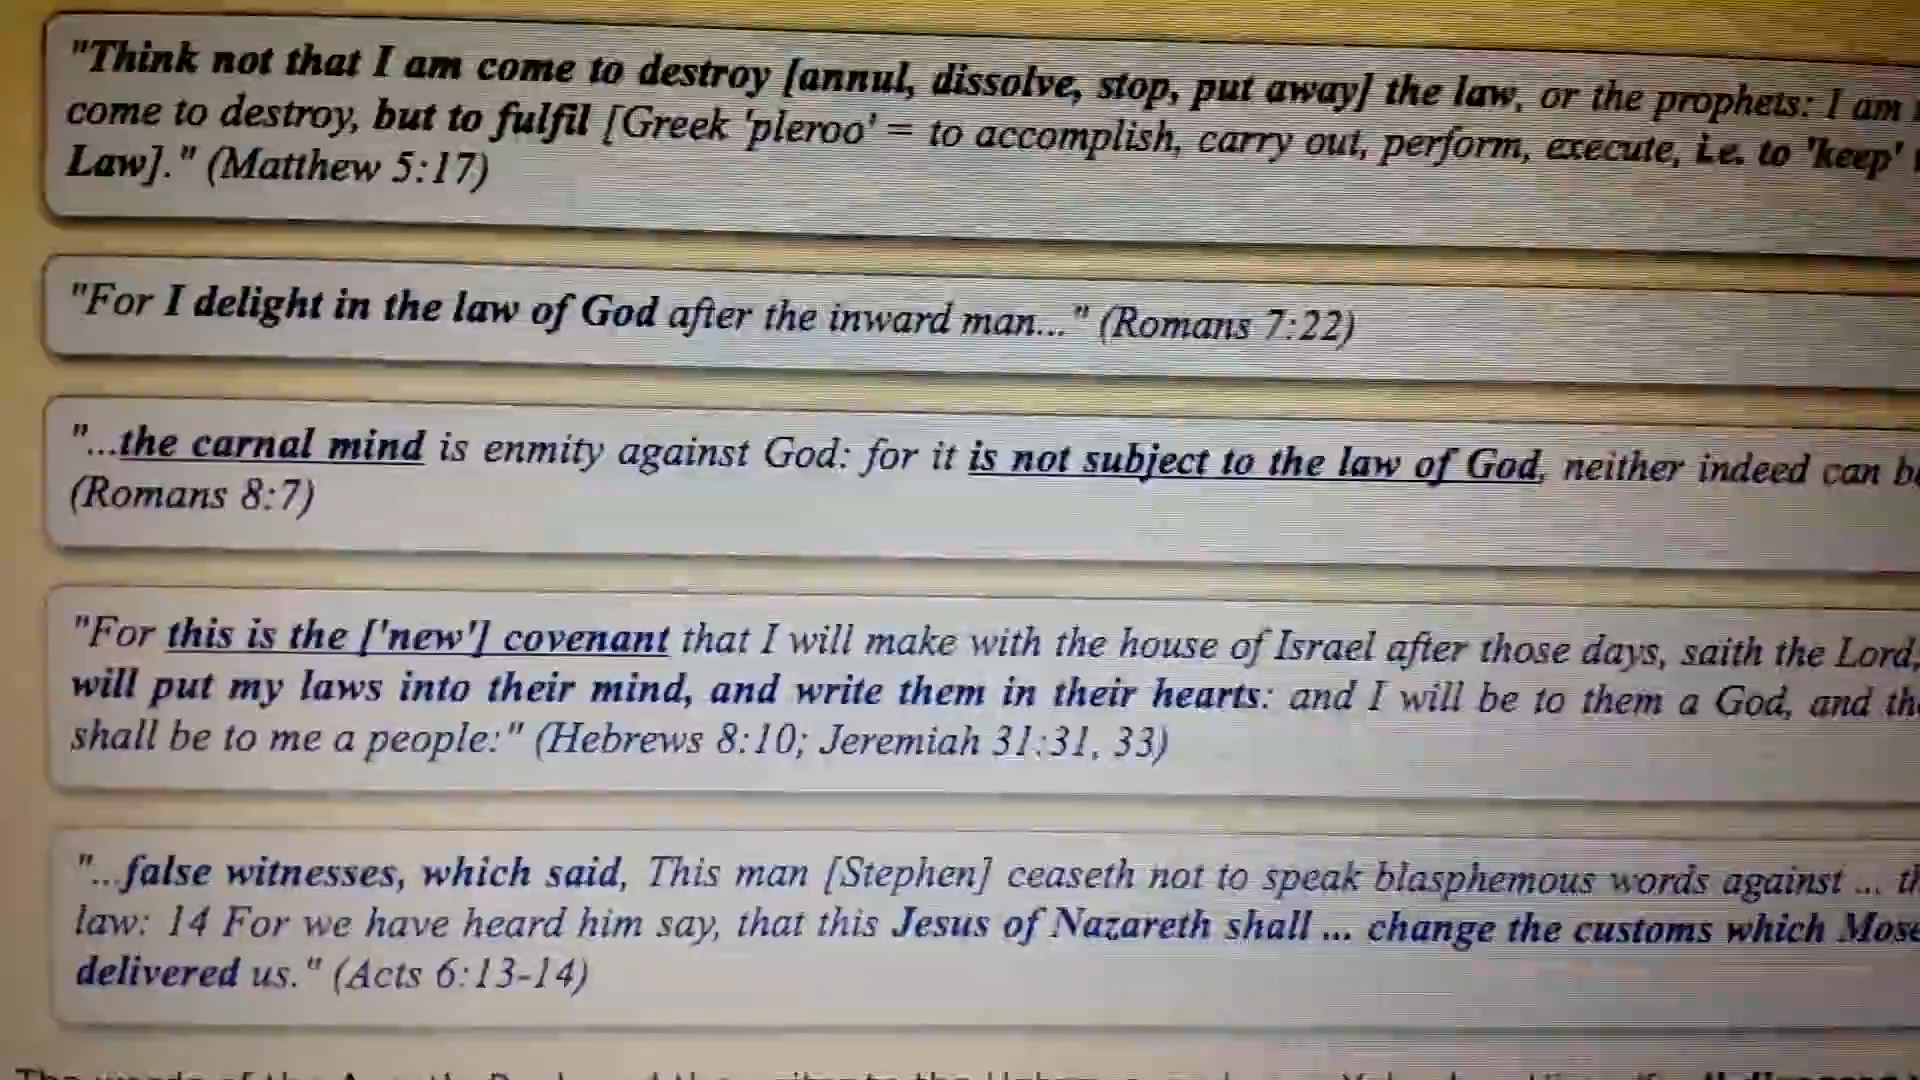 "Think not that I am come to destroy [annul, dissolve, stop, put away] the law, or the prophets: I am
come to destroy, but to fulfil [Greek 'pleroo' = to accomplish, carry out, perform, execute, i.e. to 'keep'
Law]." (Matthew 5:17)
"For I delight in the law of God after the inward man..." (Romans 7:22)
"...the carnal mind is enmity against God: for it is not subject to the law of God, neither indeed can
(Romans 8:7)
"For this is the ['new'] covenant that I will make with the house of Israel after those days, saith the Lord,
will put my laws into their mind, and write them in their hearts: and I will be to them a God, and
shall be to me a people:" (Hebrews 8:10; Jeremiah 31:31, 33)
"...false witnesses, which said, This man [Stephen] ceaseth not to speak blasphemous words against ...
law: 14 For we have heard him say, that this Jesus of Nazareth shall ... change the customs which
delivered us." (Acts 6:13-14)